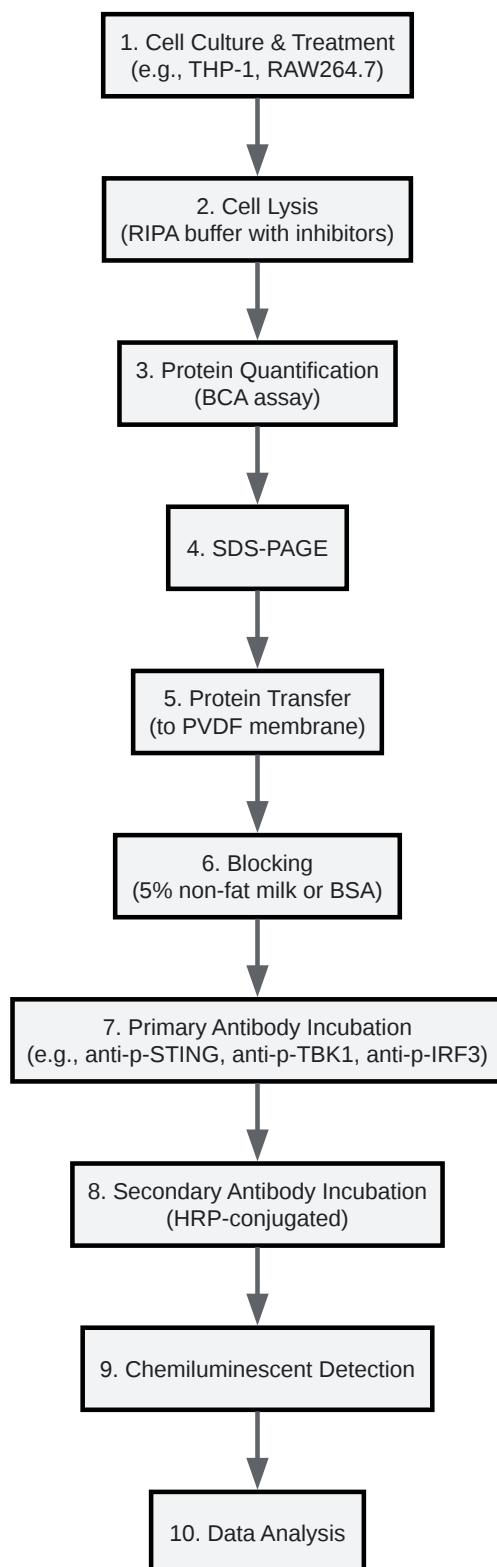 1. Cell Culture & Treatment
(e.g., THP-1, RAW264.7)
2. Cell Lysis
(RIPA buffer with inhibitors)
3. Protein Quantification
(BCA assay)
4. SDS-PAGE
5. Protein Transfer
(to PVDF membrane)
6. Blocking
(5% non-fat milk or BSA)
7. Primary Antibody Incubation
(e.g., anti-p-STING, anti-p-TBK1, anti-p-IRF3)
8. Secondary Antibody Incubation
(HRP-conjugated)
9. Chemiluminescent Detection
10. Data Analysis